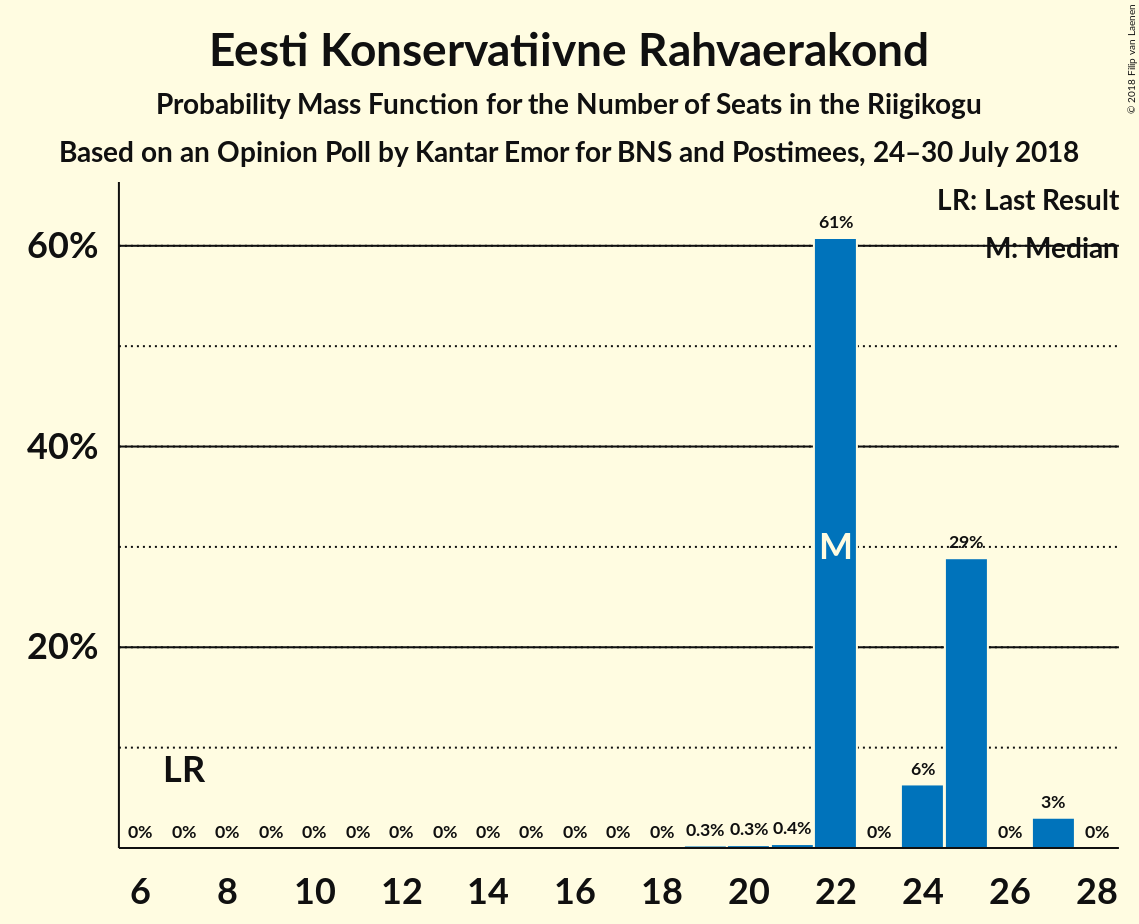 Eesti Konservatiivne Rahvaerakond
Probability Mass Function for the Number of Seats in the Riigikogu
Based on an Opinion Poll by Kantar Emor for BNS and Postimees, 24–30 July 2018
© 2018 Filip van Laenen
LR: Last Result
M: Median
60%
40%
20%
61%
M
29%
LR
6%
3%
0% 0% 0% 0% 0% 0% 0% 0% 0% 0% 0% 0% 0% 0.3% 0.3% 0.4% 0% 0% 0%
6 8 10 12 14 16 18 20 22 24 26 28